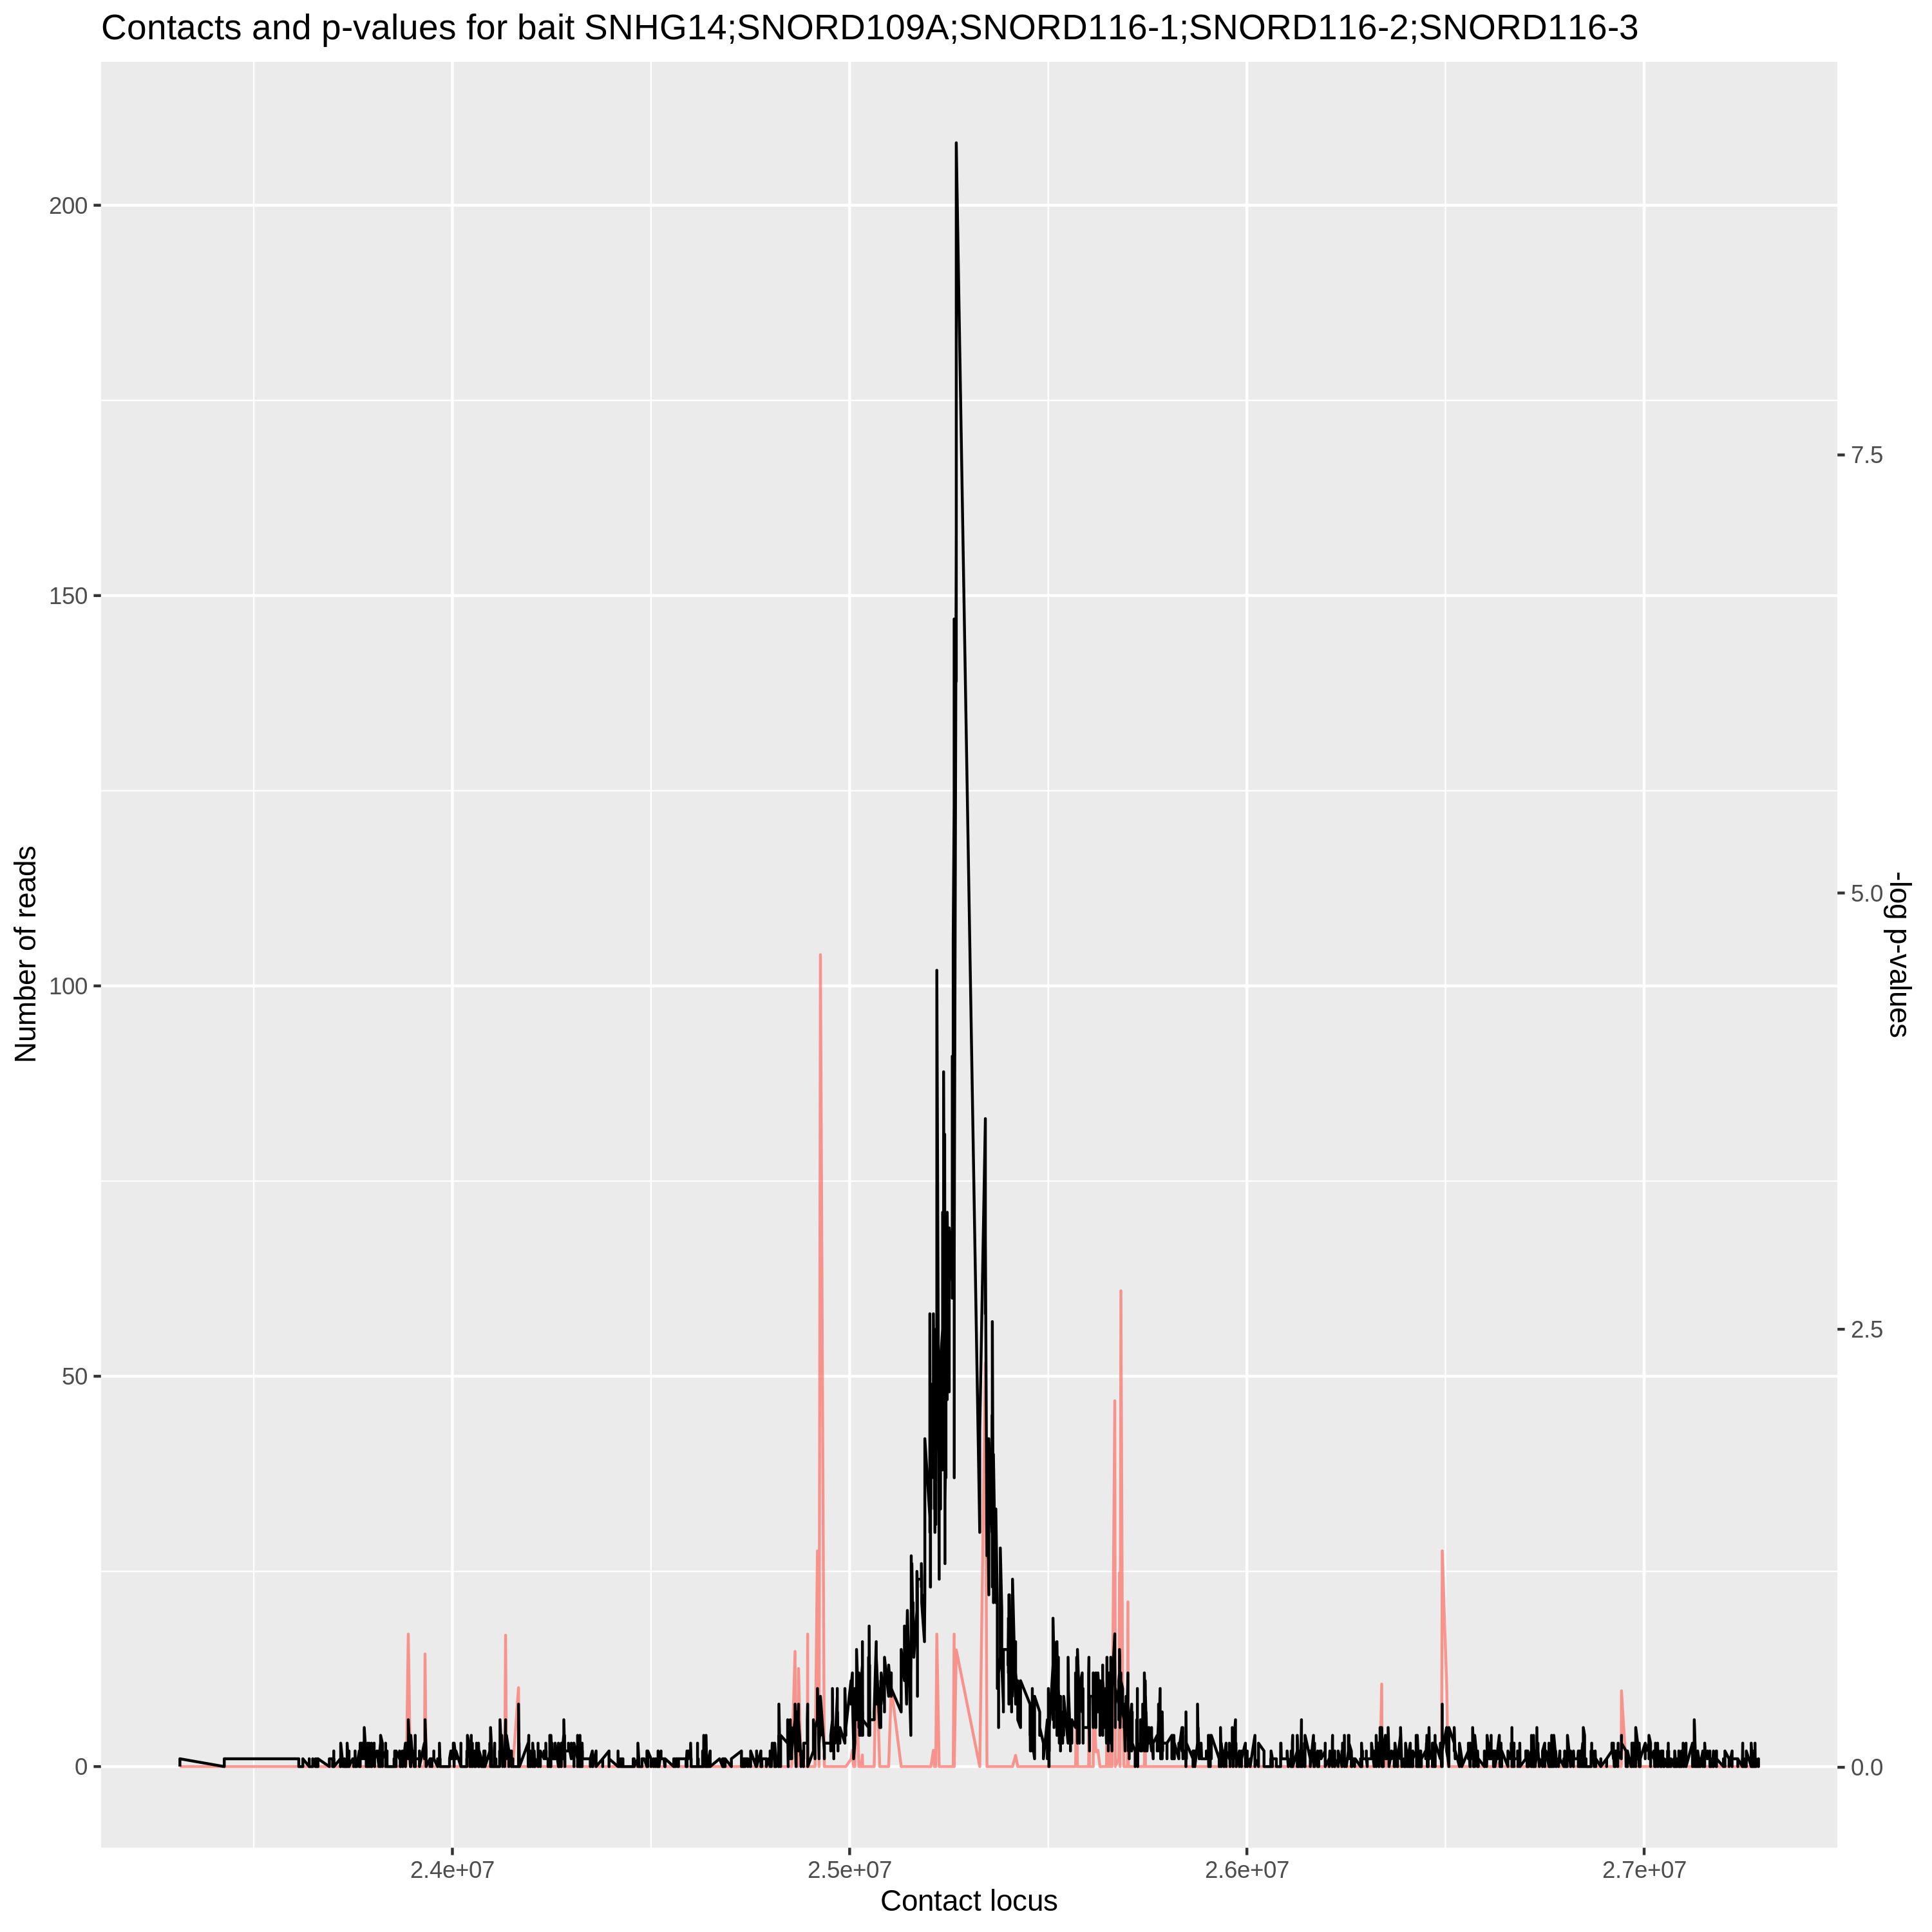 Contacts and p-values for bait SNHG14;SNORD109A;SNORD116-1;SNORD116-2;SNORD116-3
200
150
100
50
0
Number of reads
7.5
5.0
2.5
0.0
-log p-values
2.4e+07
2.5e+07
2.6e+07
2.7e+07
Contact locus